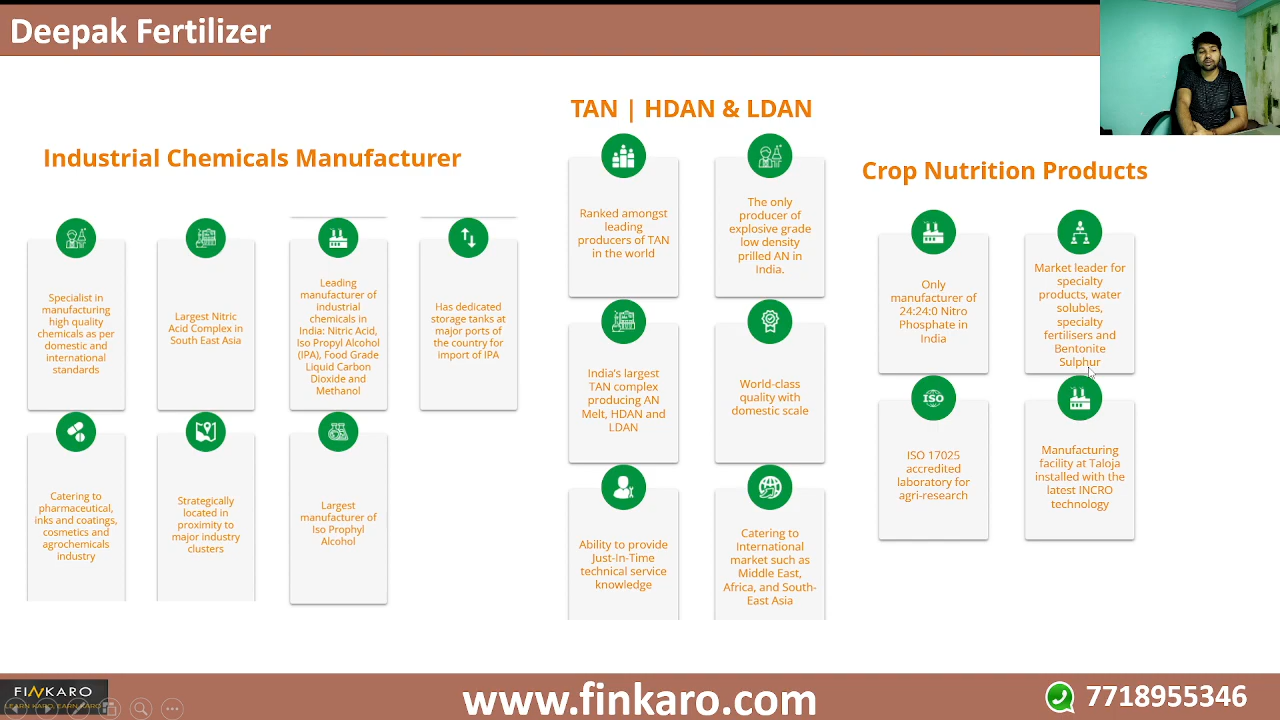 Deepak Fertilizer
Industrial Chemicals Manufacturer
Specialist in
manufacturing
high quality
chemicals as per
domestic and
international
standards
Largest Nitric
Acid Complex in
South East Asia
Leading
manufacturer of
industrial
chemicals in
India: Nitric Acid,
Iso Propyl Alcohol
(IPA), Food Grade
Liquid Carbon
Dioxide and
Methanol
Has dedicated
storage tanks at
major ports of
the country for
import of IPA
Catering to
pharmaceutical,
inks and coatings,
cosmetics and
agrochemicals
industry
Strategically
located in
proximity to
major industry
clusters
Largest
manufacturer of
Iso Prophyl
Alcohol
TAN | HDAN & LDAN
Ranked amongst
leading
producers of TAN
in the world
The only
producer of
explosive grade
low density
prilled AN in
India.
India's largest
TAN complex
producing AN
Melt, HDAN and
LDAN
World-class
quality with
domestic scale
Ability to provide
Just-In-Time
technical service
knowledge
Catering to
International
market such as
Middle East,
Africa, and South-
East Asia
Crop Nutrition Products
Only
manufacturer of
24:24:0 Nitro
Phosphate in
India
Market leader for
specialty
products, water
solubles,
specialty
fertilisers and
Bentonite
Sulphur
ISO
ISO 17025
accredited
laboratory for
agri-research
Manufacturing
facility at Taloja
installed with the
latest INCRO
technology
FINKARO
LEARN KARO, EARN KARO
www.finkaro.com
7718955346